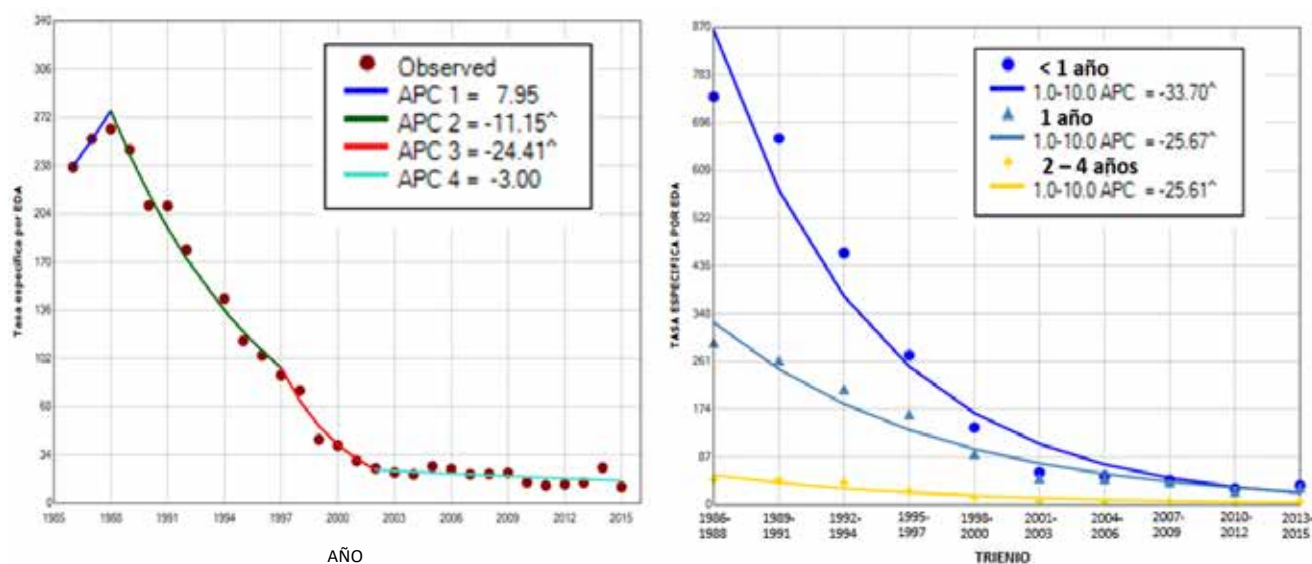 Tasa específica por EDA
340
306
272
238
204
170
136
102
68
34
0
Observed
APC 1 = 7.95
APC 2 = -11.15^
APC 3 = -24.41^
APC 4 = -3.00
1985 1988 1991 1994 1997 2000 2003 2006 2009 2012 2015
AÑO
TASA ESPECIFICA POR EDA
870
783
696
609
522
435
348
261
174
87
0
< 1 año
1.0-10.0 APC = -33.70^
1 año
1.0-10.0 APC = -25.67^
2 – 4 años
1.0-10.0 APC = -25.61^
1986- 1989- 1992- 1995- 1998- 2001- 2004- 2007- 2010- 2013-
1988 1991 1994 1997 2000 2003 2006 2009 2012 2015
TRIENIO